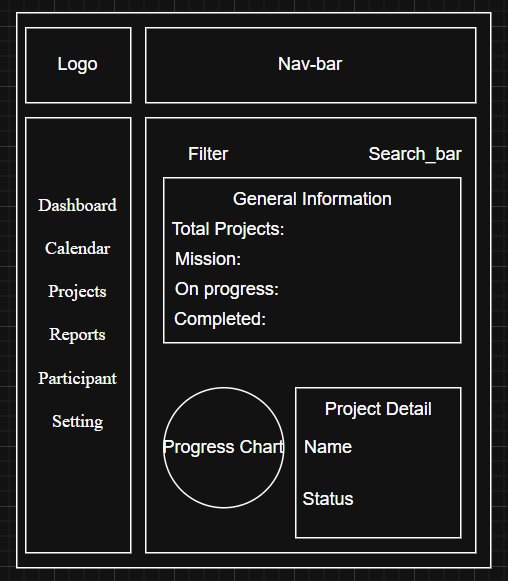 Logo
Nav-bar
Dashboard
Calendar
Projects
Reports
Participant
Setting
Filter
Search_bar
General Information
Total Projects:
Mission:
On progress:
Completed:
Progress Chart
Project Detail
Name
Status